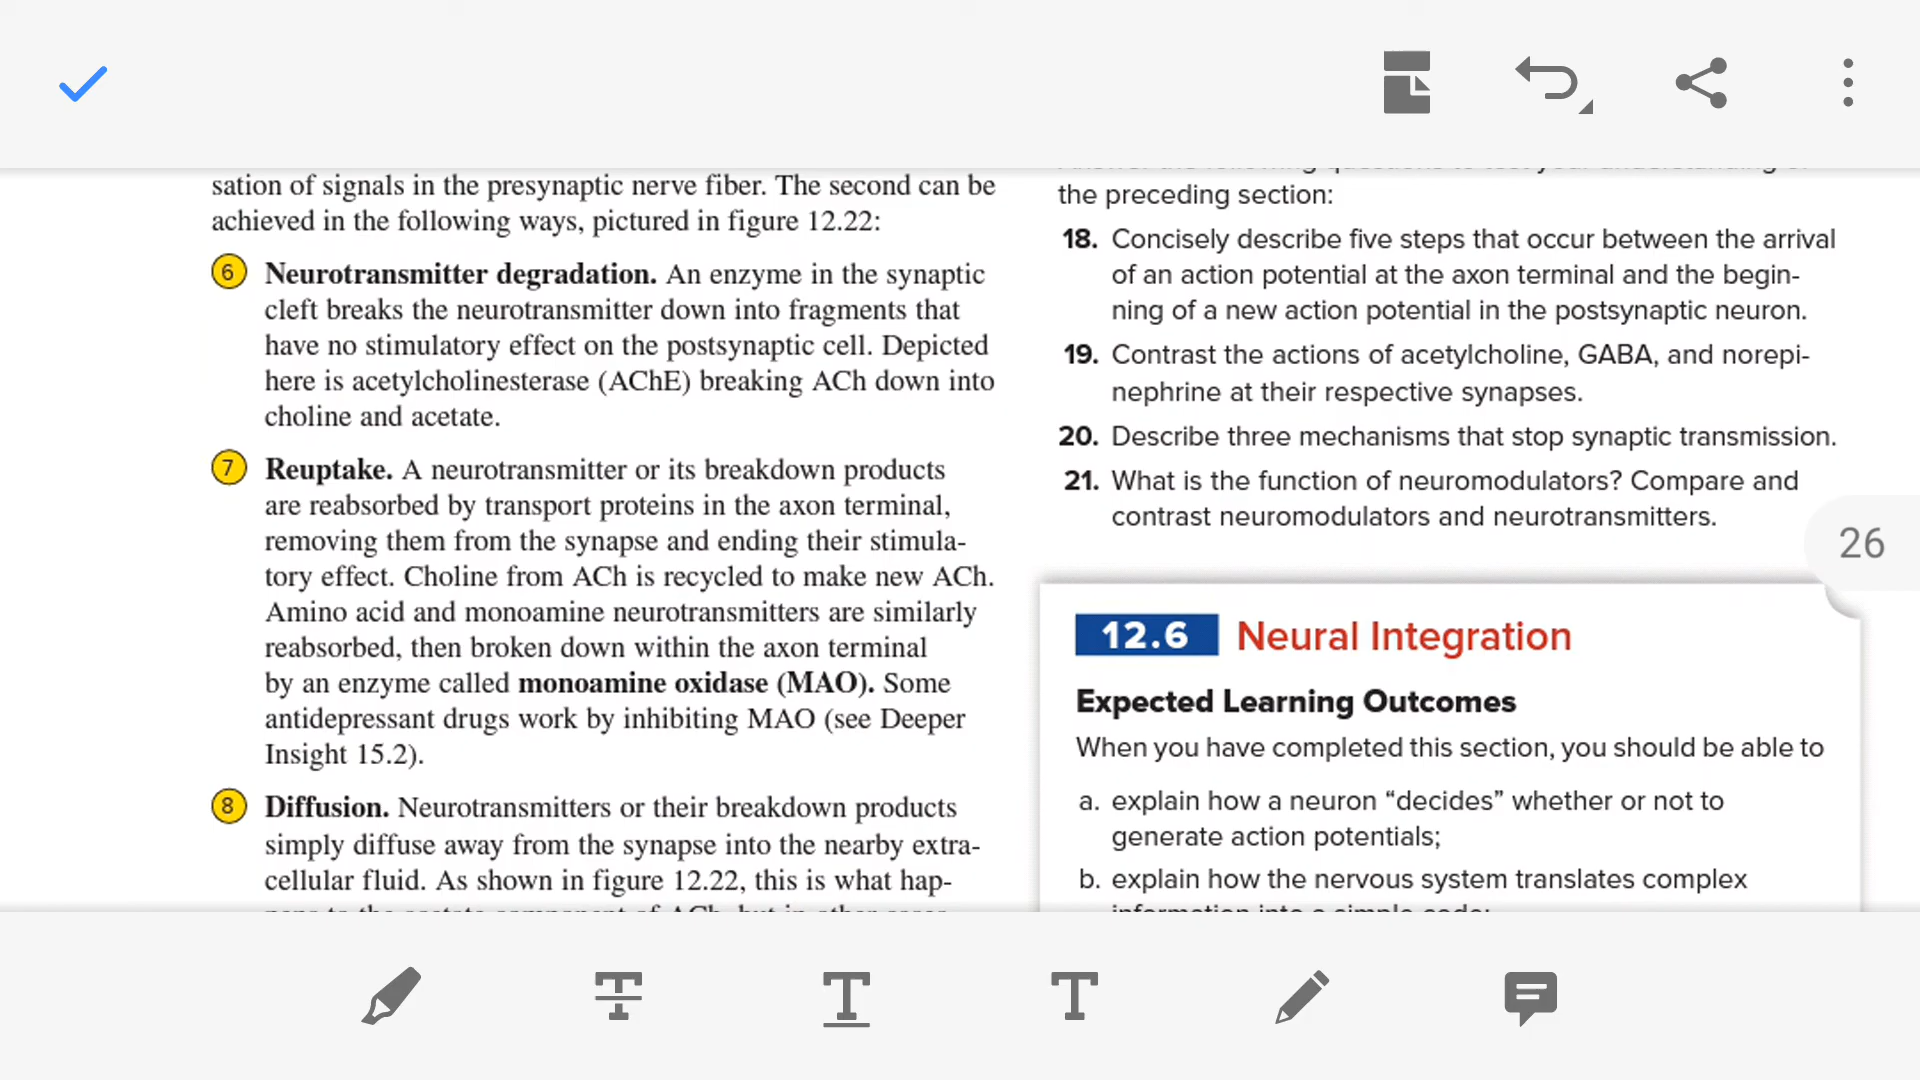 sation of signals in the presynaptic nerve fiber. The second can be
achieved in the following ways, pictured in figure 12.22:
6 Neurotransmitter degradation. An enzyme in the synaptic
cleft breaks the neurotransmitter down into fragments that
have no stimulatory effect on the postsynaptic cell. Depicted
here is acetylcholinesterase (AChE) breaking ACh down into
choline and acetate.
7 Reuptake. A neurotransmitter or its breakdown products
are reabsorbed by transport proteins in the axon terminal,
removing them from the synapse and ending their stimula-
tory effect. Choline from ACh is recycled to make new ACh.
Amino acid and monoamine neurotransmitters are similarly
reabsorbed, then broken down within the axon terminal
by an enzyme called monoamine oxidase (MAO). Some
antidepressant drugs work by inhibiting MAO (see Deeper
Insight 15.2).
8 Diffusion. Neurotransmitters or their breakdown products
simply diffuse away from the synapse into the nearby extra-
cellular fluid. As shown in figure 12.22, this is what hap-
the preceding section:
18. Concisely describe five steps that occur between the arrival
of an action potential at the axon terminal and the begin-
ning of a new action potential in the postsynaptic neuron.
19. Contrast the actions of acetylcholine, GABA, and norepi-
nephrine at their respective synapses.
20. Describe three mechanisms that stop synaptic transmission.
21. What is the function of neuromodulators? Compare and
contrast neuromodulators and neurotransmitters.
26
12.6 Neural Integration
Expected Learning Outcomes
When you have completed this section, you should be able to
a. explain how a neuron “decides” whether or not to
generate action potentials;
b. explain how the nervous system translates complex